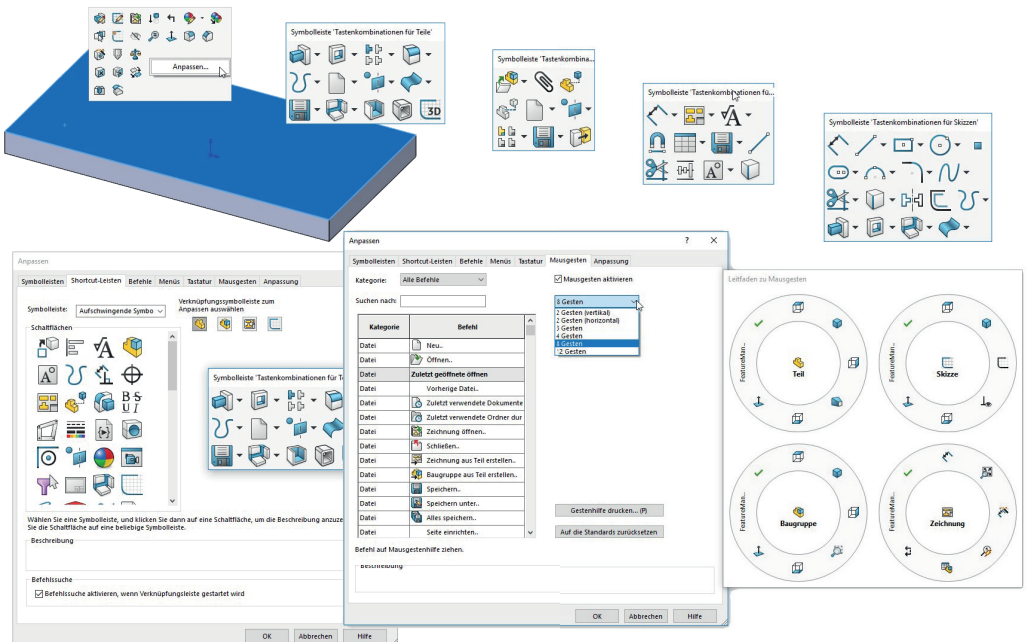 Anpassen...
Symbolleiste 'Tastenkombinationen für Teile'
3D
Symbolleiste 'Tastenkombina...
Symbolleiste 'Tastenkombinationen fü...
Symbolleiste 'Tastenkombinationen für Skizzen'
Anpassen
Symbolleisten Shortcut-Leisten Befehle Menüs Tastatur Mausgesten Anpassung
Symbolleiste: Aufschwingende Symbo
Verknüpfungssymbolleiste zum
Anpassen auswählen
Schaltflächen
Symbolleiste 'Tastenkombinationen für Te
Wählen Sie eine Symbolleiste, und klicken Sie dann auf eine Schaltfläche, um die Beschreibung anzuze
Sie die Schaltfläche auf eine beliebige Symbolleiste.
Beschreibung
Befehlssuche
Befehlssuche aktivieren, wenn Verknüpfungsleiste gestartet wird
OK Abbrechen Hilfe
Anpassen ? X
Symbolleisten Shortcut-Leisten Befehle Menüs Tastatur Mausgesten Anpassung
Kategorie: Alle Befehle
Mausgesten aktivieren
Suchen nach:
8 Gesten
2 Gesten (vertikal)
2 Gesten (horizontal)
3 Gesten
4 Gesten
8 Gesten
12 Gesten
Kategorie Befehl
Datei Neu..
Datei Öffnen..
Datei Zuletzt geöffnete öffnen
Datei Vorherige Datei..
Datei Zuletzt verwendete Dokumente
Datei Zuletzt verwendete Ordner dur
Datei Zeichnung öffnen..
Datei Schließen..
Datei Zeichnung aus Teil erstellen..
Datei Baugruppe aus Teil erstellen..
Datei Speichern..
Datei Speichern unter..
Datei Alles speichern..
Datei Seite einrichten..
Gestenhilfe drucken... (P)
Auf die Standards zurücksetzen
Befehl auf Mausgestenhilfe ziehen.
Beschreibung
OK Abbrechen Hilfe
Leitfaden zu Mausgesten
FeatureMan..
Teil
FeatureMan..
Skizze
FeatureMan..
Baugruppe
FeatureMan..
Zeichnung